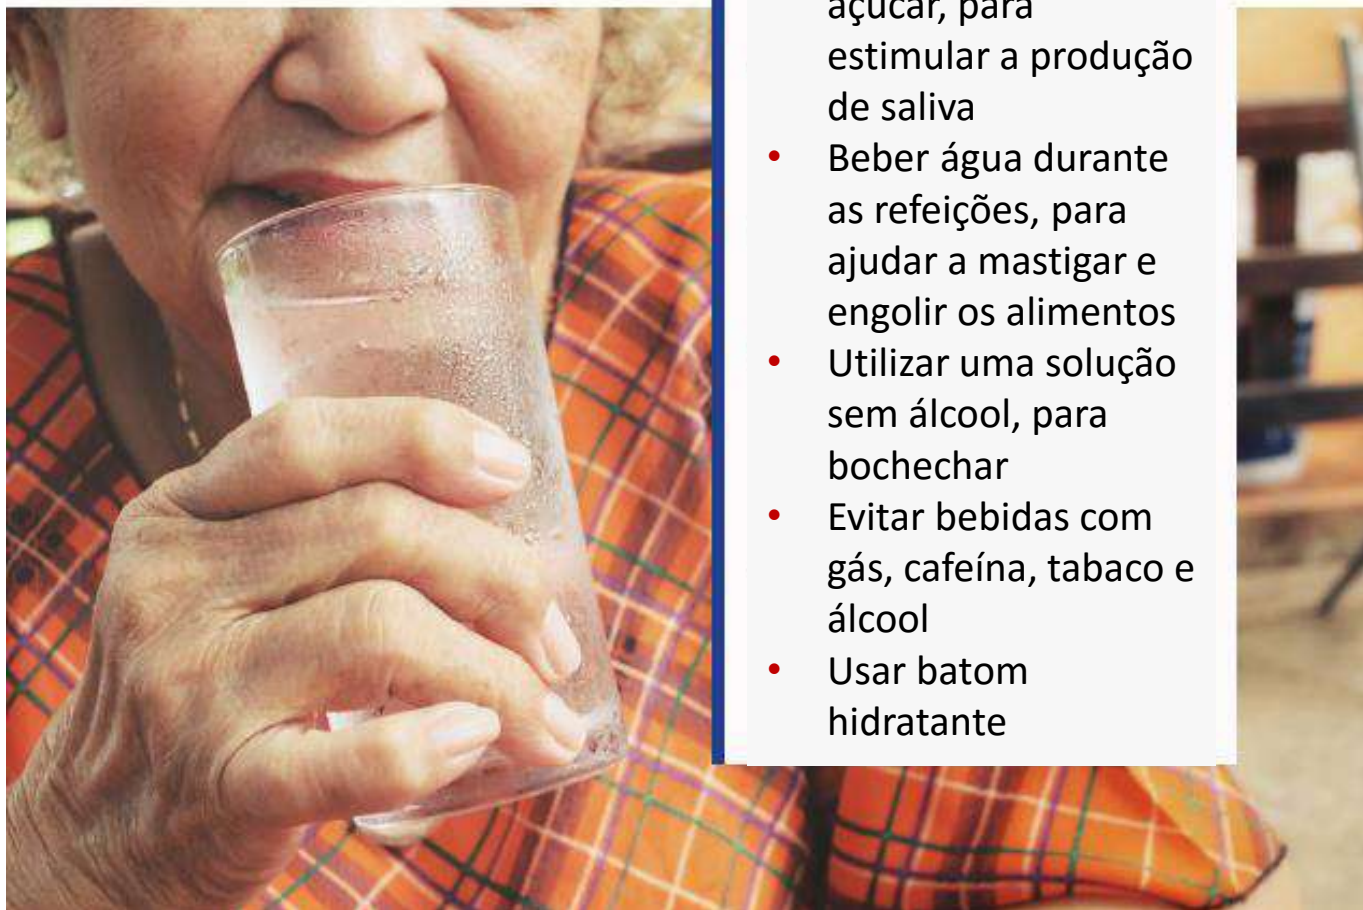 açúcar, para
estimular a produção
de saliva
• Beber água durante
as refeições, para
ajudar a mastigar e
engolir os alimentos
• Utilizar uma solução
sem álcool, para
bochechar
• Evitar bebidas com
gás, cafeína, tabaco e
álcool
• Usar batom
hidratante